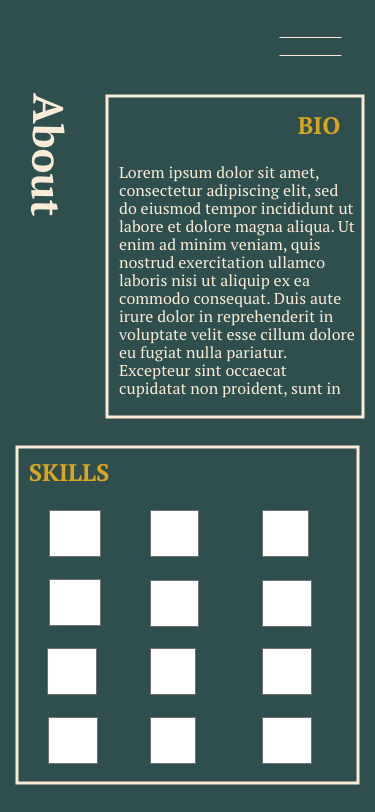 About
BIO
Lorem ipsum dolor sit amet,
consectetur adipiscing elit, sed
do eiusmod tempor incididunt ut
labore et dolore magna aliqua. Ut
enim ad minim veniam, quis
nostrud exercitation ullamco
laboris nisi ut aliquip ex ea
commodo consequat. Duis aute
irure dolor in reprehenderit in
voluptate velit esse cillum dolore
eu fugiat nulla pariatur.
Excepteur sint occaecat
cupidatat non proident, sunt in
SKILLS